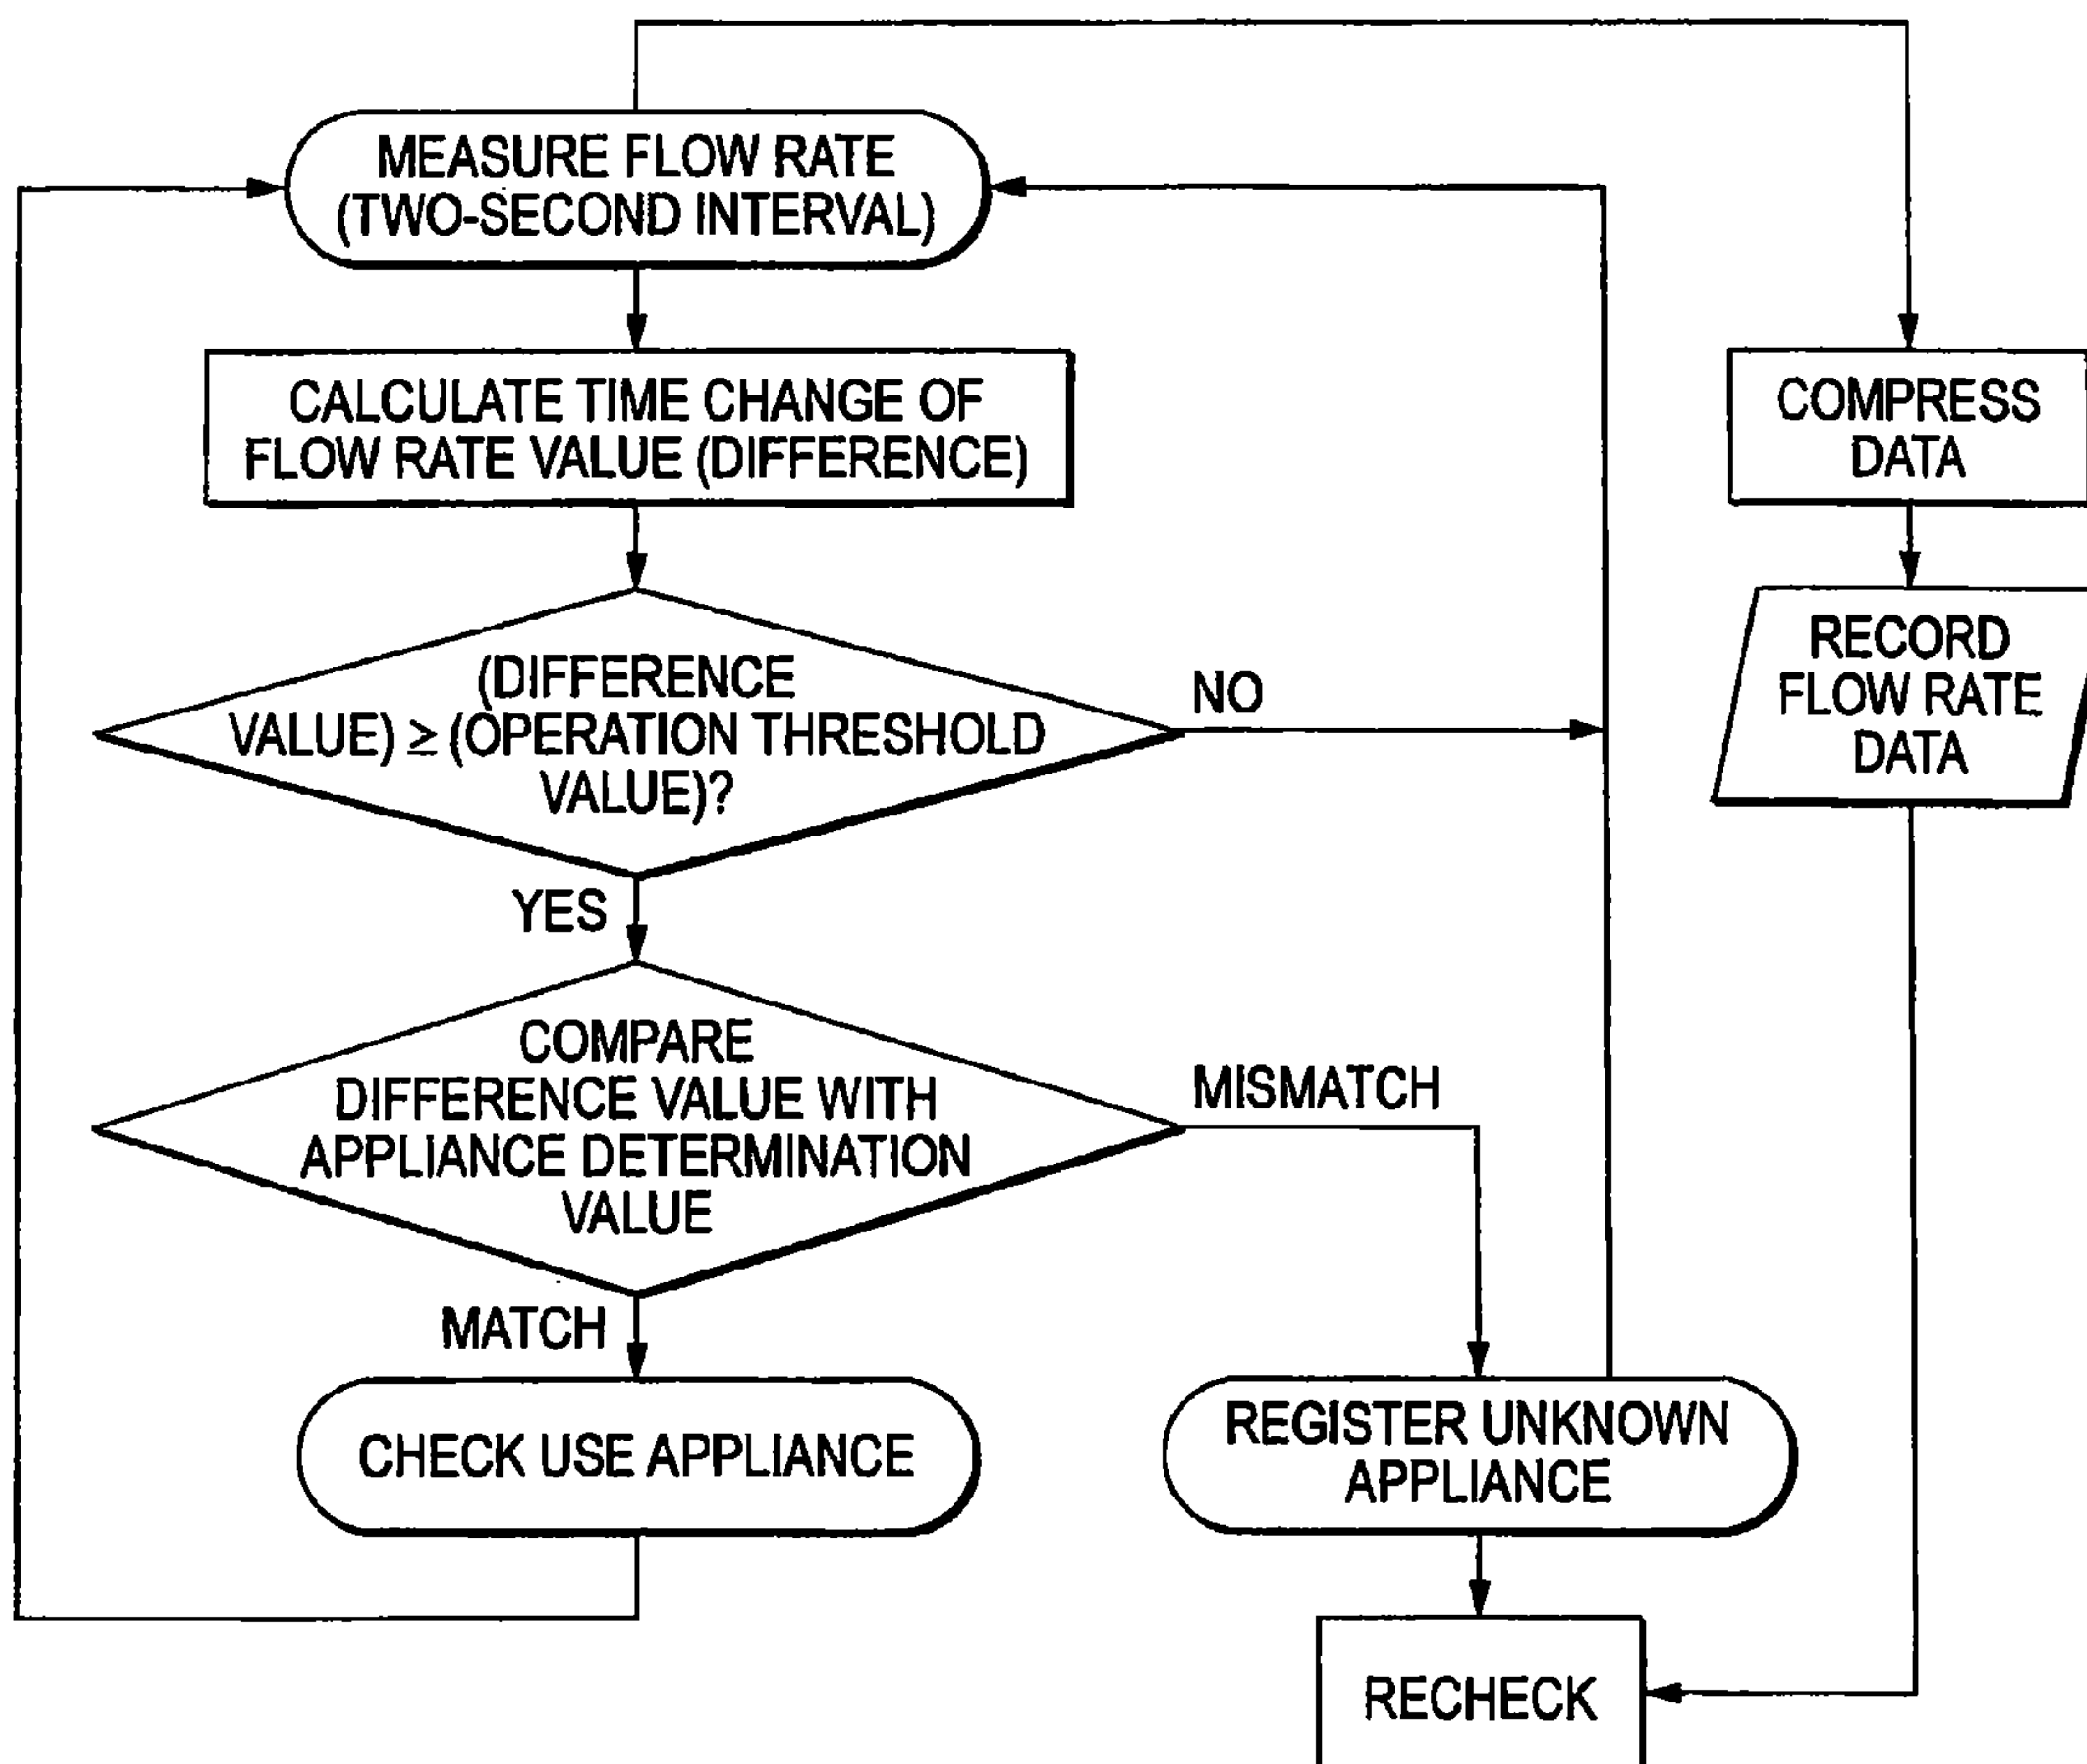 MEASURE FLOW RATE
(TWO-SECOND INTERVAL)
CALCULATE TIME CHANGE OF
FLOW RATE VALUE (DIFFERENCE)
COMPRESS
DATA
(DIFFERENCE
VALUE) ≥ (OPERATION THRESHOLD
VALUE)?
NO
RECORD
FLOW RATE
DATA
YES
COMPARE
DIFFERENCE VALUE WITH
APPLIANCE DETERMINATION
VALUE
MISMATCH
MATCH
CHECK USE APPLIANCE
REGISTER UNKNOWN
APPLIANCE
RECHECK